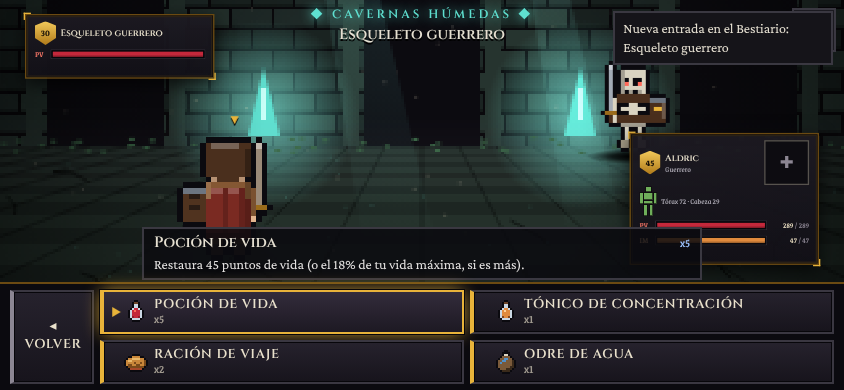 CAVERNAS HÚMEDAS
ESQUELETO GUERRERO
30 ESQUELETO GUERRERO
PV
Nueva entrada en el Bestiario:
Esqueleto guerrero
45 ALDRIC
Guerrero
+
Tórax 72 · Cabeza 29
289 / 289
47 / 47
POCIÓN DE VIDA
x5
Restaura 45 puntos de vida (o el 18% de tu vida máxima, si es más).
VOLVER
POCIÓN DE VIDA
x5
TÓNICO DE CONCENTRACIÓN
x1
RACIÓN DE VIAJE
x2
ODRE DE AGUA
x1